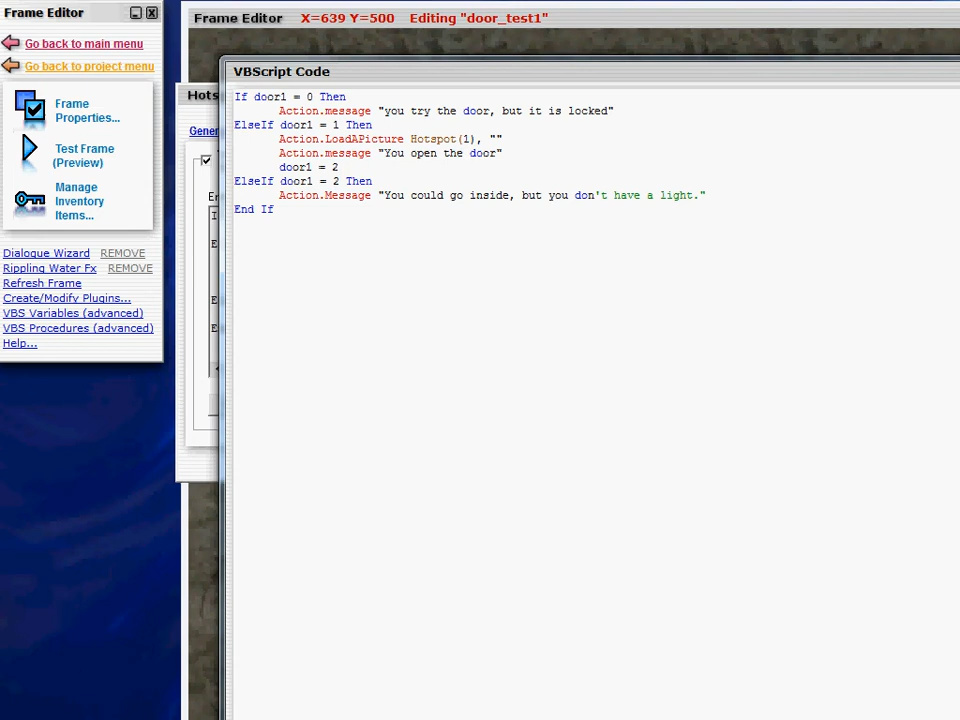 Frame Editor
Go back to main menu
Go back to project menu
Frame
Properties...
Test Frame
(Preview)
Manage
Inventory
Items...
Dialogue Wizard REMOVE
Rippling Water Fx REMOVE
Refresh Frame
Create/Modify Plugins...
VBS Variables (advanced)
VBS Procedures (advanced)
Help...
Frame Editor X=639 Y=500 Editing "door_test1"
Hots
Gener
VBScript Code
If door1 = 0 Then
Action.message "you try the door, but it is locked"
ElseIf door1 = 1 Then
Action.LoadAPicture Hotspot(1), ""
Action.message "You open the door"
door1 = 2
ElseIf door1 = 2 Then
Action.Message "You could go inside, but you don't have a light."
End If